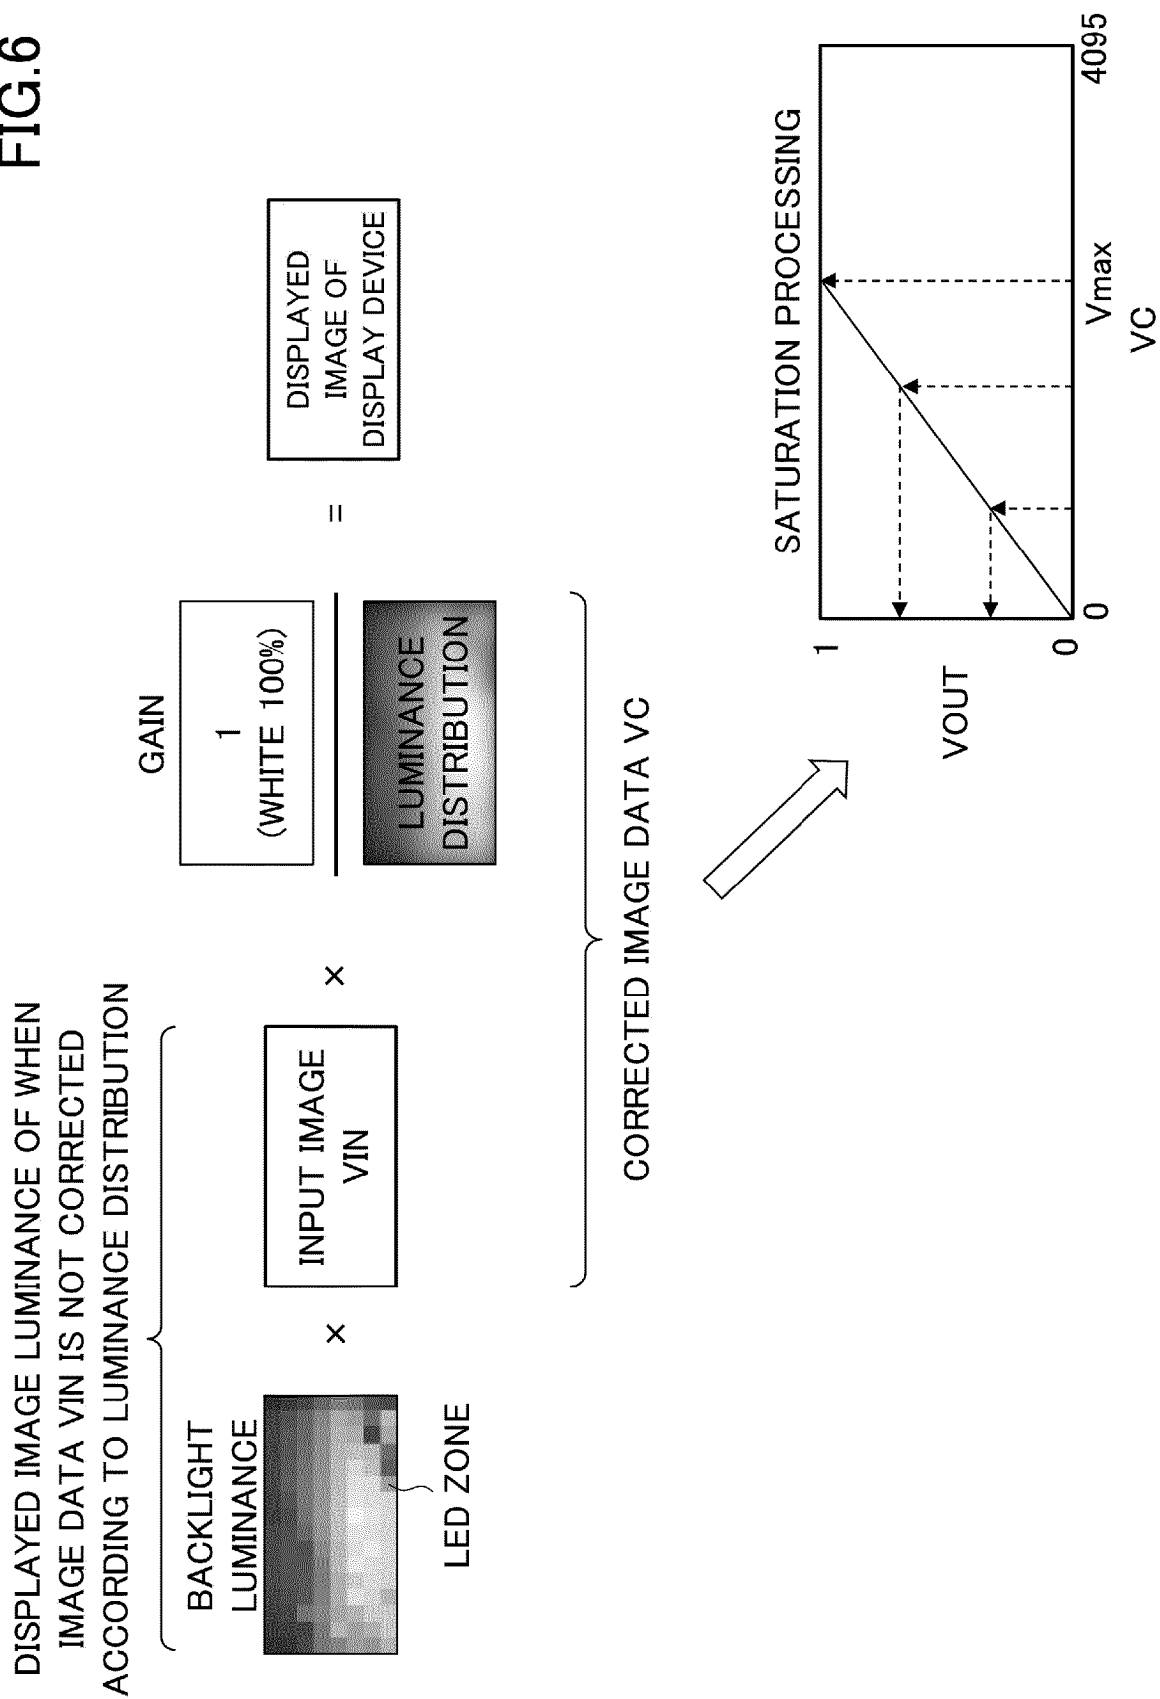 FIG.6
DISPLAYED IMAGE LUMINANCE OF WHEN
IMAGE DATA VIN IS NOT CORRECTED
ACCORDING TO LUMINANCE DISTRIBUTION
BACKLIGHT
LUMINANCE
LED ZONE
×
INPUT IMAGE
VIN
×
GAIN
1
(WHITE 100%)
LUMINANCE
DISTRIBUTION
=
DISPLAYED
IMAGE OF
DISPLAY DEVICE
CORRECTED IMAGE DATA VC
SATURATION PROCESSING
1
VOUT
0
0
Vmax
4095
VC